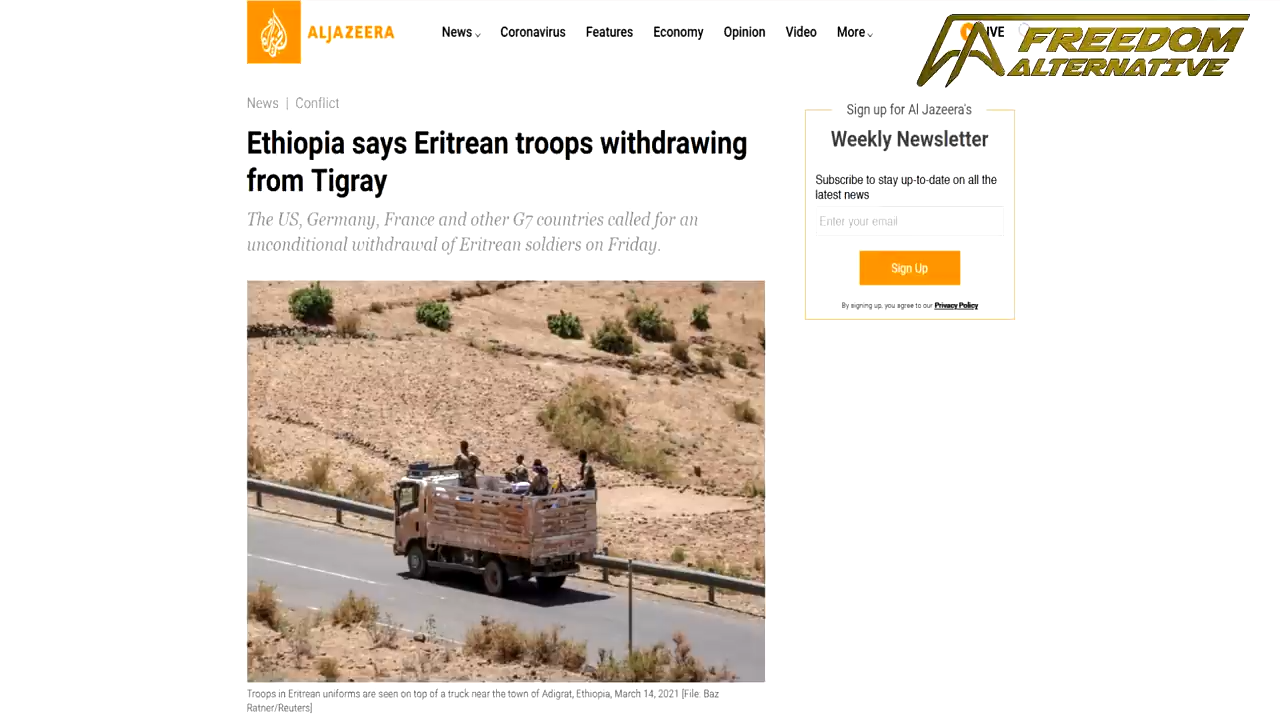 ALJAZEERA
News
Coronavirus
Features
Economy
Opinion
Video
More
FREEDOM
ALTERNATIVE
News | Conflict
Ethiopia says Eritrean troops withdrawing
from Tigray
The US, Germany, France and other G7 countries called for an
unconditional withdrawal of Eritrean soldiers on Friday.
Sign up for Al Jazeera's
Weekly Newsletter
Subscribe to stay up-to-date on all the
latest news
Enter your email
Sign Up
By signing up, you agree to our Privacy Policy
Troops in Eritrean uniforms are seen on top of a truck near the town of Adigrat, Ethiopia, March 14, 2021 [File: Baz
Ratner/Reuters]